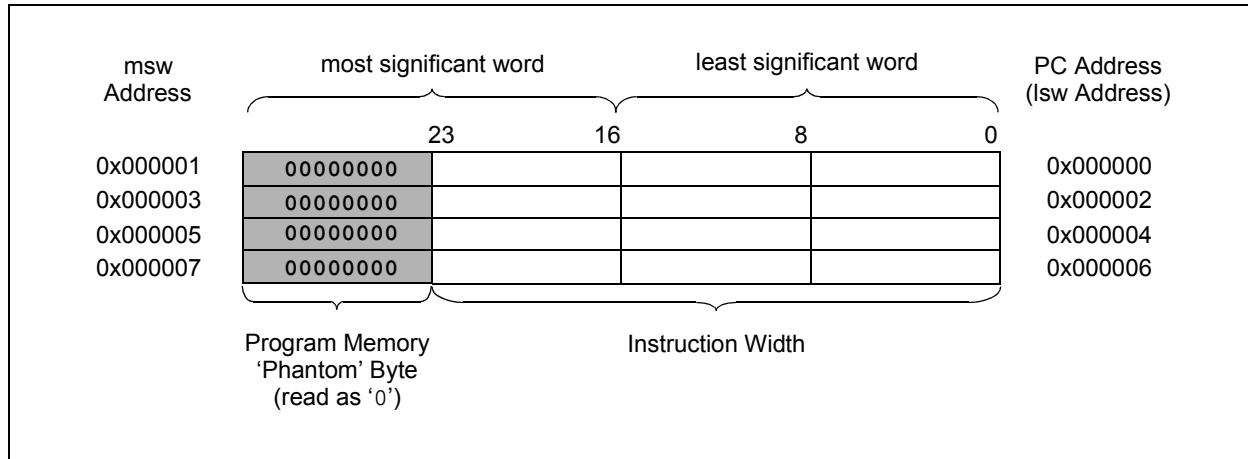 msw
Address
most significant word
least significant word
PC Address
(lsw Address)
23
16
8
0
0x000001
00000000
0x000000
0x000003
00000000
0x000002
0x000005
00000000
0x000004
0x000007
00000000
0x000006
Program Memory
‘Phantom’ Byte
(read as ‘0’)
Instruction Width